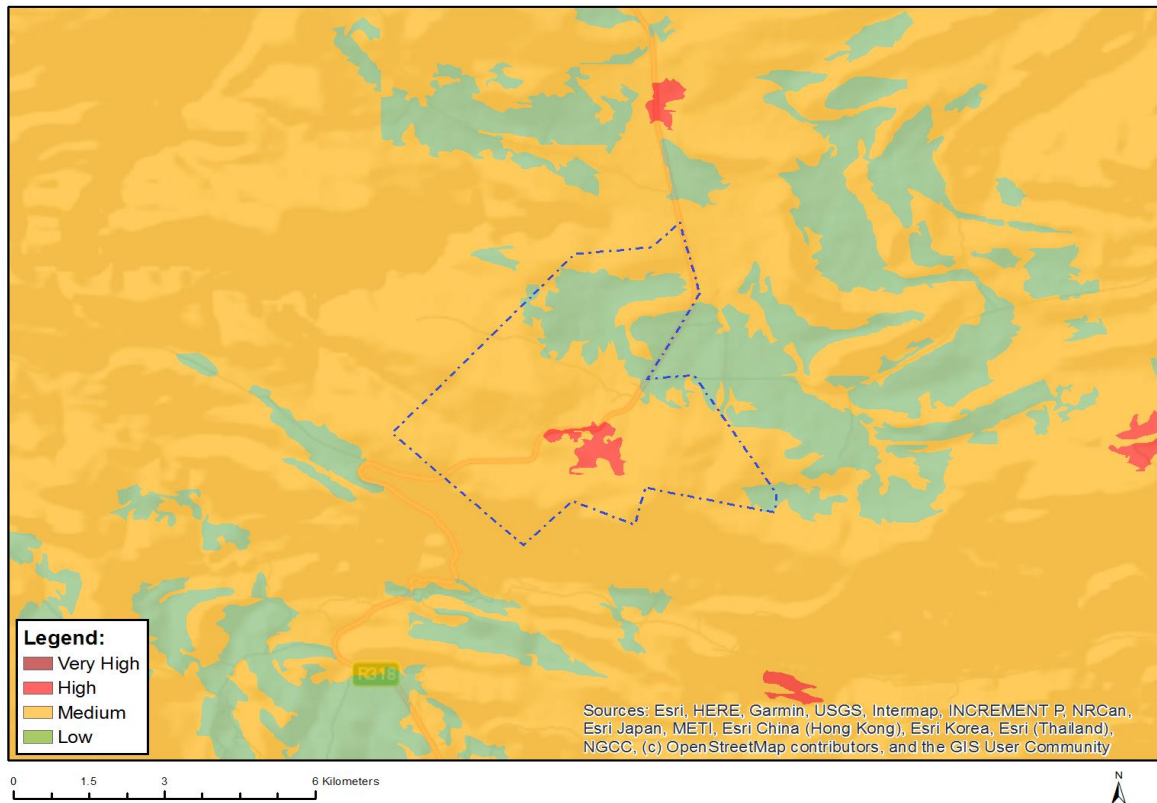 Legend:
Very High
High
Medium
Low
R318
Sources: Esri, HERE, Garmin, USGS, Intermap, INCREMENT P, NRCan,
Esri Japan, METI, Esri China (Hong Kong), Esri Korea, Esri (Thailand),
NGCC, (c) OpenStreetMap contributors, and the GIS User Community
0 1.5 3 6 Kilometers
N